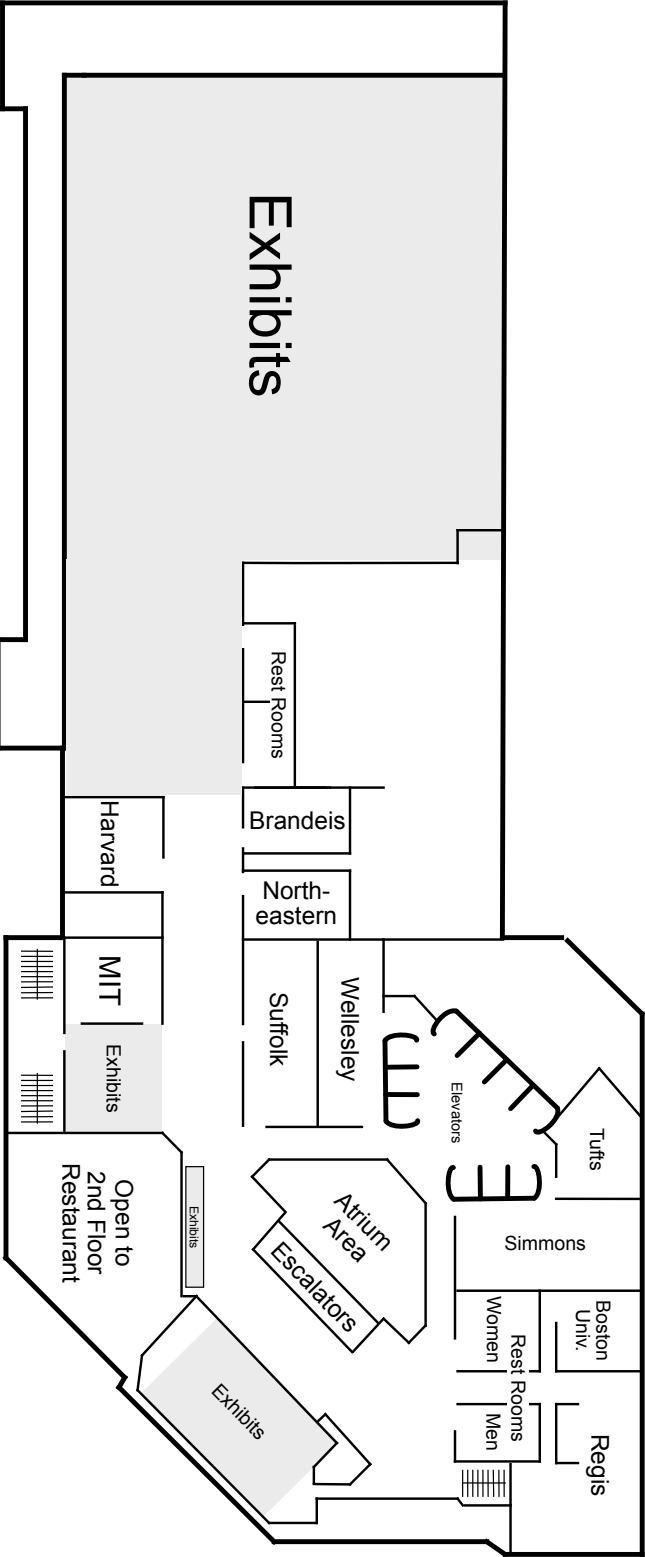 Exhibits
Rest Rooms
Harvard
Brandeis
North-
eastern
MIT
Suffolk
Wellesley
Exhibits
Elevators
Tufts
Open to
2nd Floor
Restaurant
Exhibits
Atrium
Area
Escalators
Simmons
Women
Rest Rooms
Men
Boston
Univ.
Exhibits
Regis